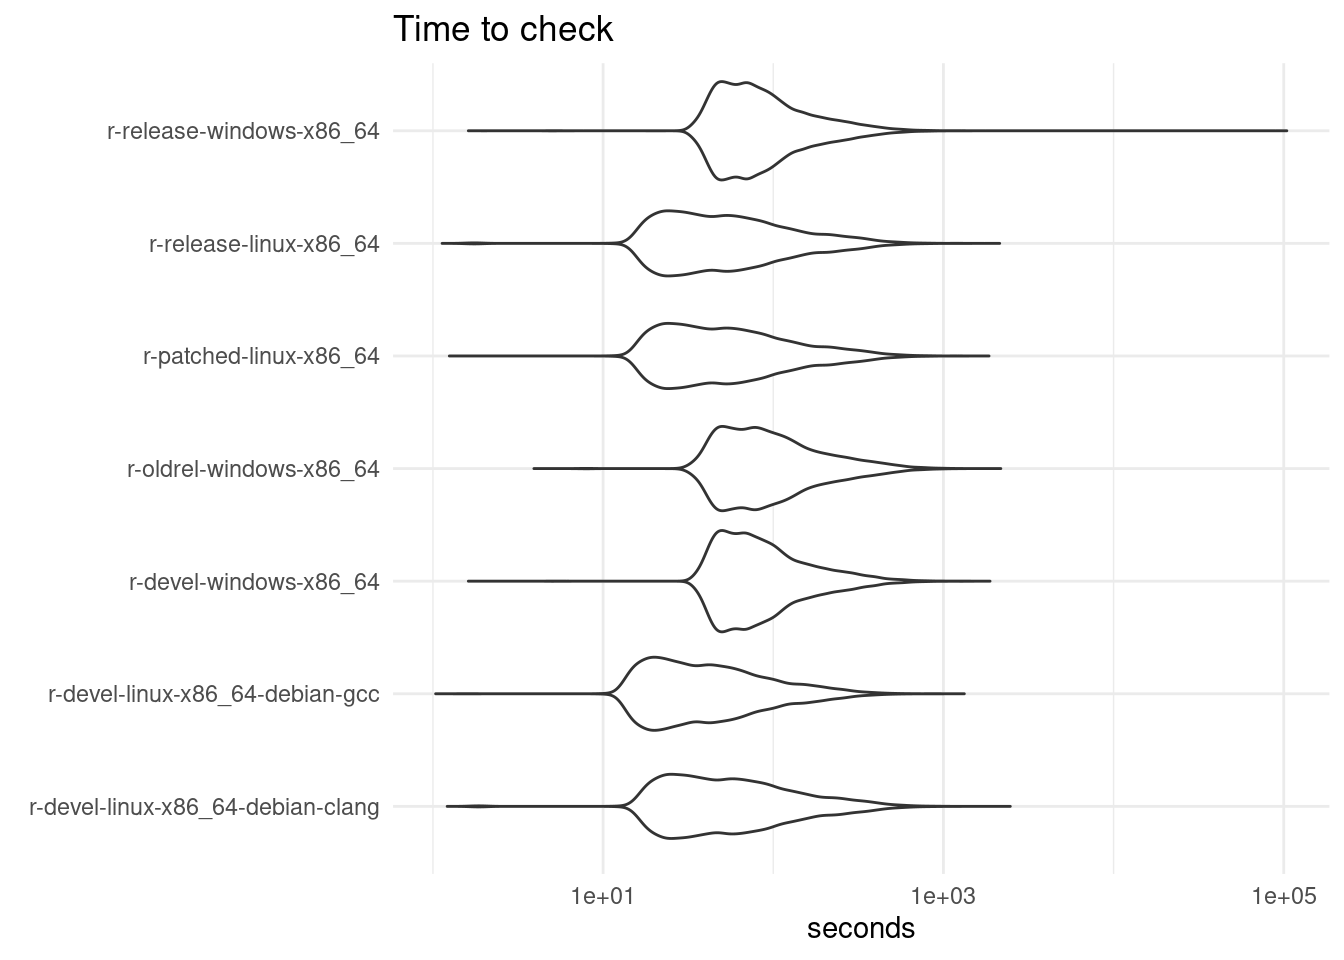 Time to check
r-release-windows-x86_64
r-release-linux-x86_64
r-patched-linux-x86_64
r-oldrel-windows-x86_64
r-devel-windows-x86_64
r-devel-linux-x86_64-debian-gcc
r-devel-linux-x86_64-debian-clang
1e+01 1e+03 1e+05
seconds